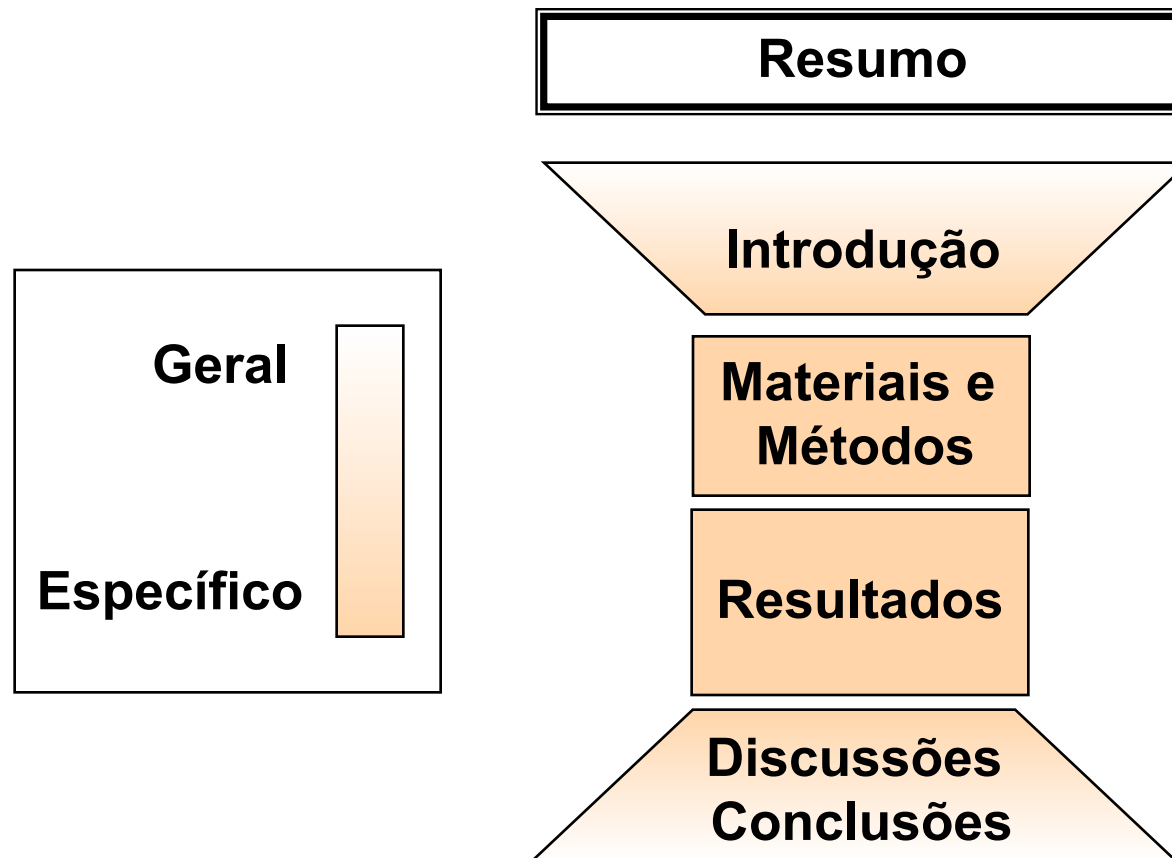 Resumo
Introdução
Geral
Específico
Materiais e
Métodos
Resultados
Discussões
Conclusões